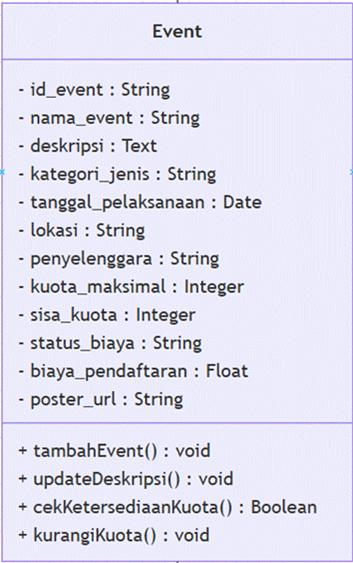 Event
- id_event : String
- nama_event : String
- deskripsi : Text
- kategori_jenis : String
- tanggal_pelaksanaan : Date
- lokasi : String
- penyelenggara : String
- kuota_maksimal : Integer
- sisa_kuota : Integer
- status_biaya : String
- biaya_pendaftaran : Float
- poster_url : String
+ tambahEvent() : void
+ updateDeskripsi() : void
+ cekKetersediaanKuota() : Boolean
+ kurangiKuota() : void